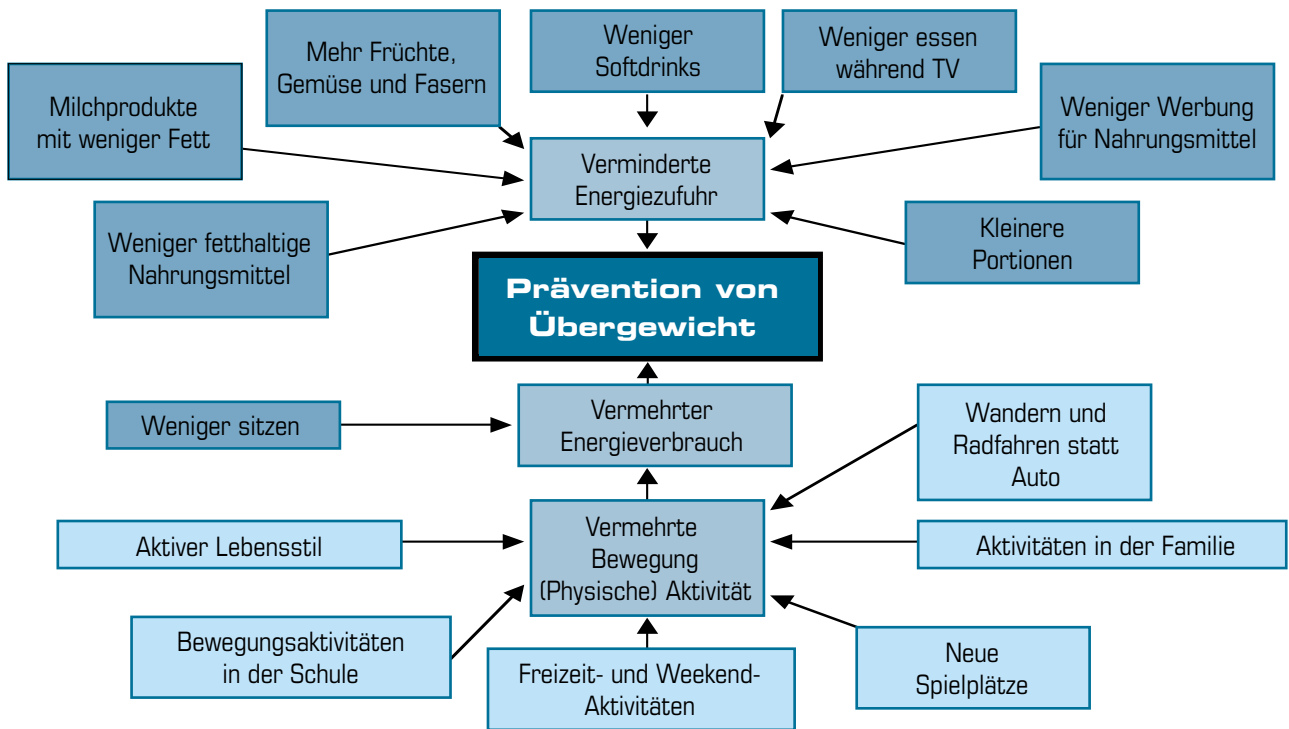 Mehr Früchte,
Gemüse und Fasern
Weniger
Softdrinks
Weniger essen
während TV
Milchprodukte
mit weniger Fett
Weniger Werbung
für Nahrungsmittel
Verminderte
Energiezufuhr
Weniger fetthaltige
Nahrungsmittel
Kleinere
Portionen
Prävention von
Übergewicht
Weniger sitzen
Vermehrter
Energieverbrauch
Wandern und
Radfahren statt
Auto
Aktiver Lebensstil
Vermehrte
Bewegung
(Physische) Aktivität
Aktivitäten in der Familie
Bewegungsaktivitäten
in der Schule
Freizeit- und Weekend-
Aktivitäten
Neue
Spielplätze